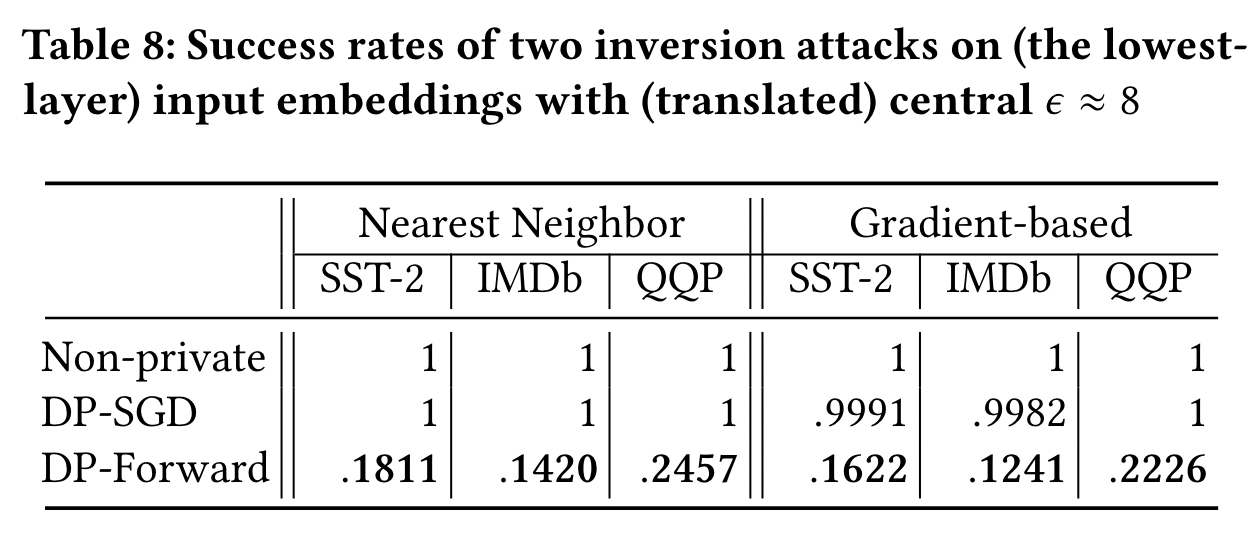 Table 8: Success rates of two inversion attacks on (the lowest-
layer) input embeddings with (translated) central ϵ ≈ 8
Nearest Neighbor Gradient-based
SST-2 IMDb QQP SST-2 IMDb QQP
Non-private 1 1 1 1 1 1
DP-SGD 1 1 1 .9991 .9982 1
DP-Forward .1811 .1420 .2457 .1622 .1241 .2226